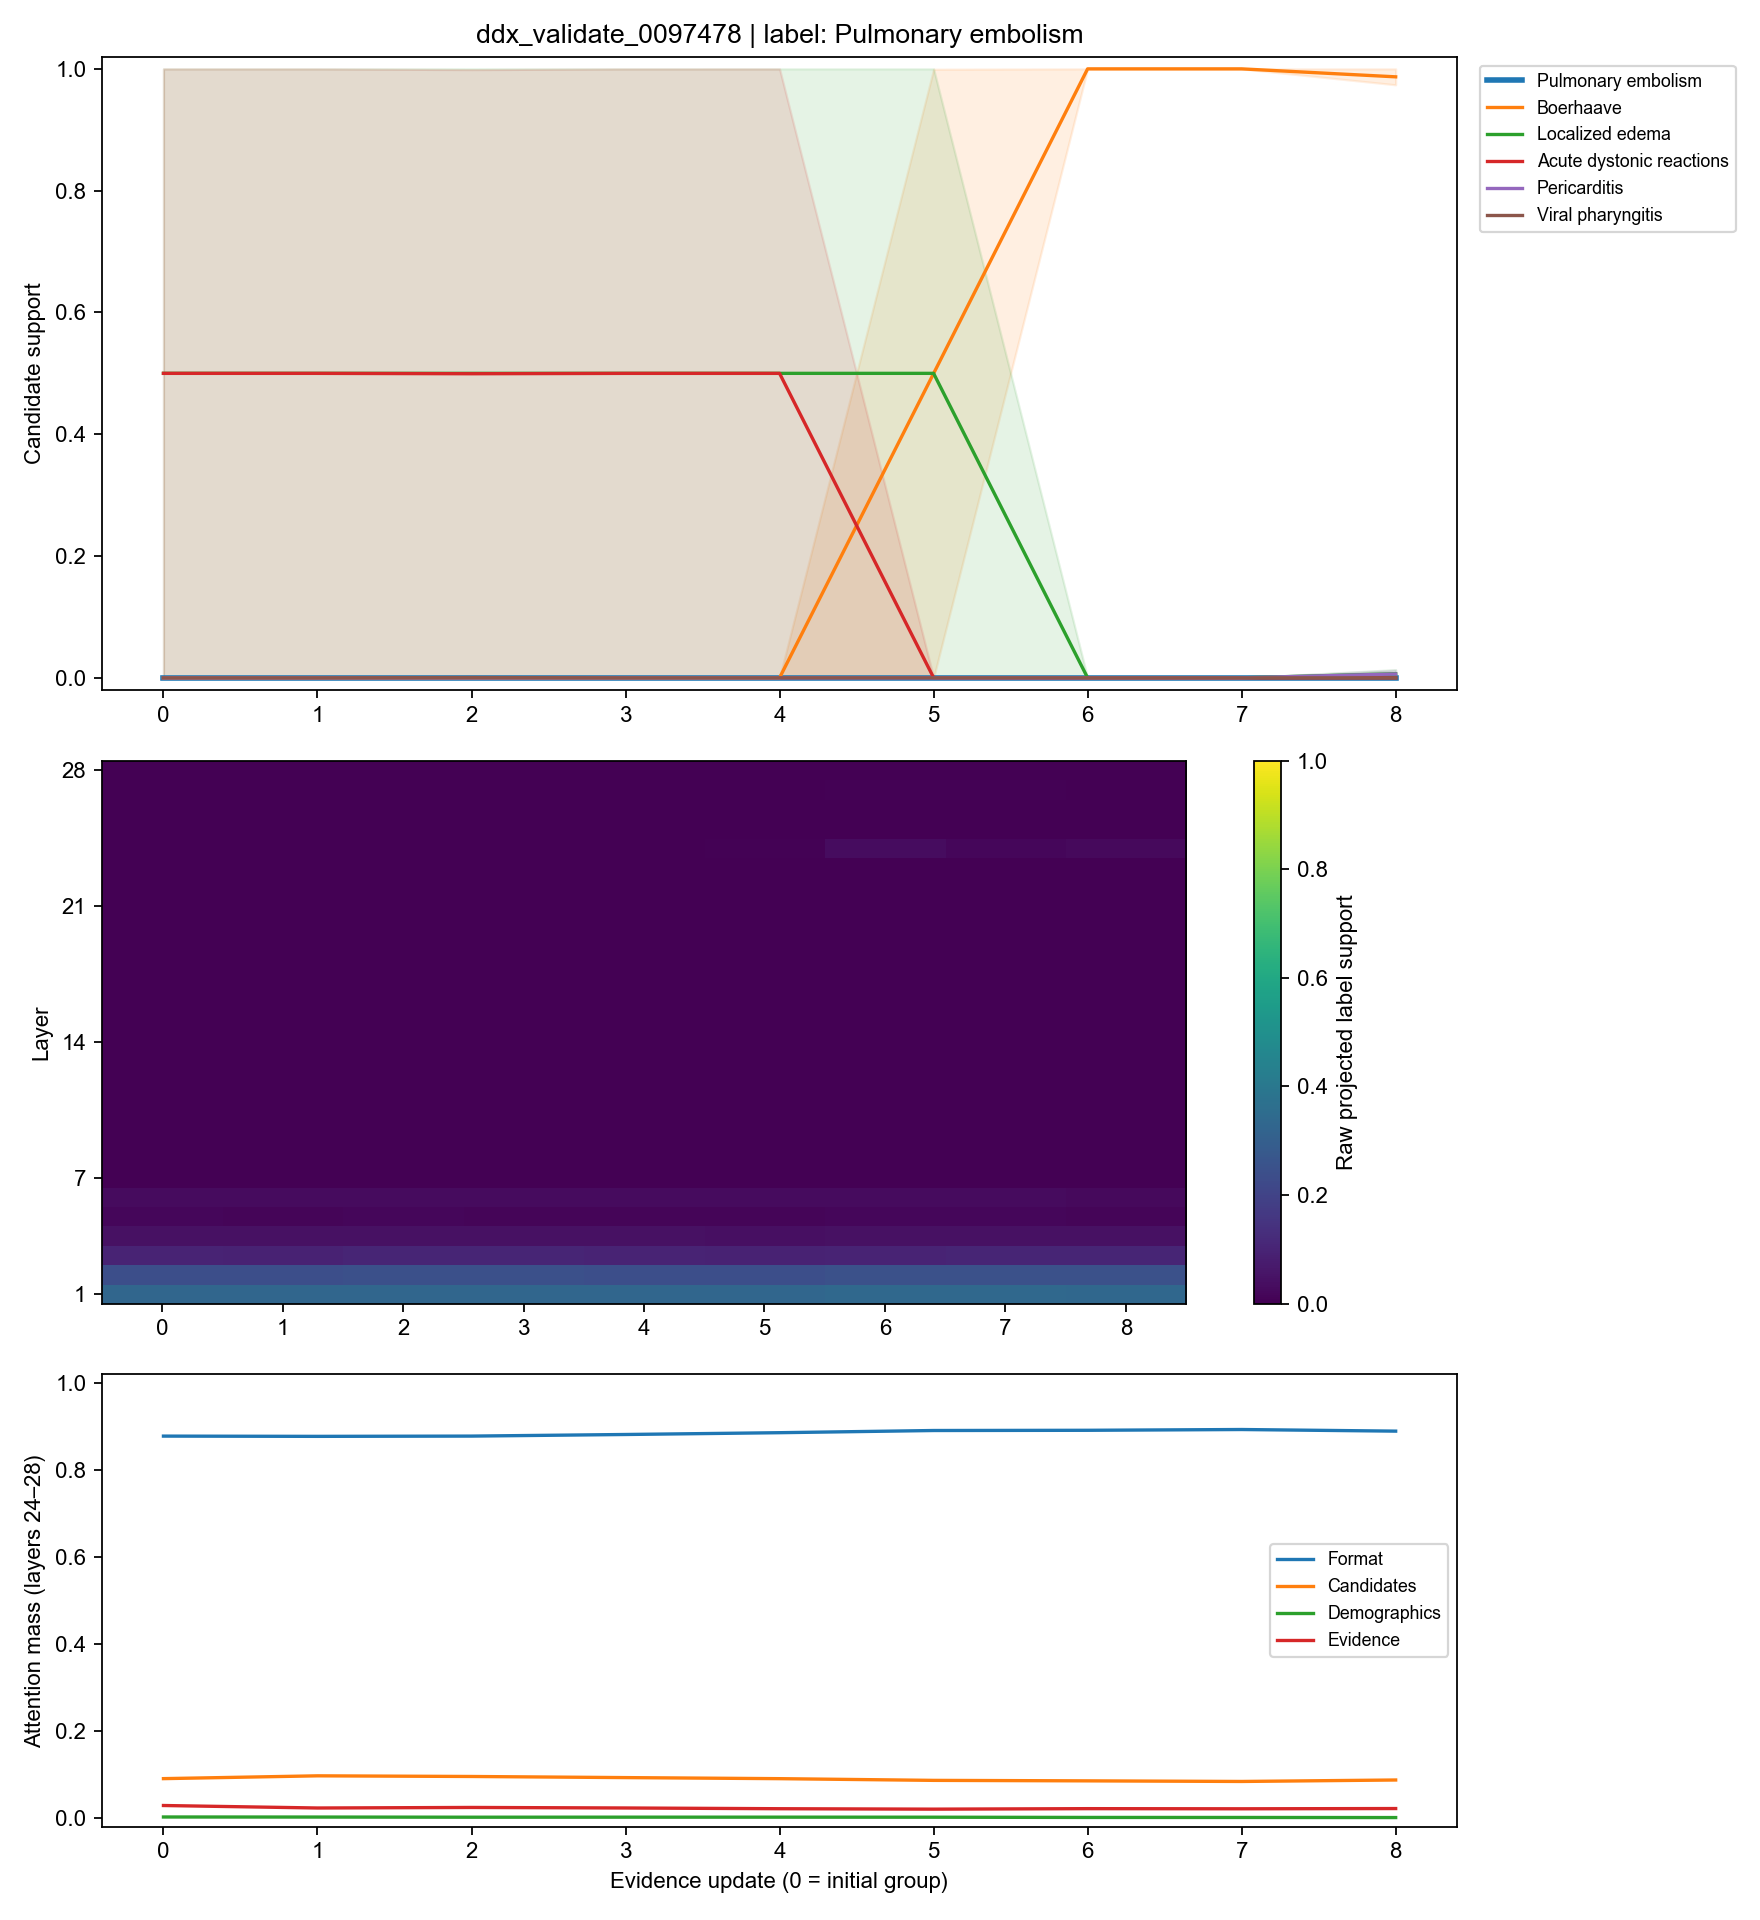 ddx_validate_0097478 | label: Pulmonary embolism
Candidate support
1.0
0.8
0.6
0.4
0.2
0.0
0 1 2 3 4 5 6 7 8
Pulmonary embolism
Boerhaave
Localized edema
Acute dystonic reactions
Pericarditis
Viral pharyngitis
Layer
28
21
14
7
1
0 1 2 3 4 5 6 7 8
1.0
0.8
0.6
0.4
0.2
0.0
Raw projected label support
Attention mass (layers 24–28)
1.0
0.8
0.6
0.4
0.2
0.0
Format
Candidates
Demographics
Evidence
0 1 2 3 4 5 6 7 8
Evidence update (0 = initial group)